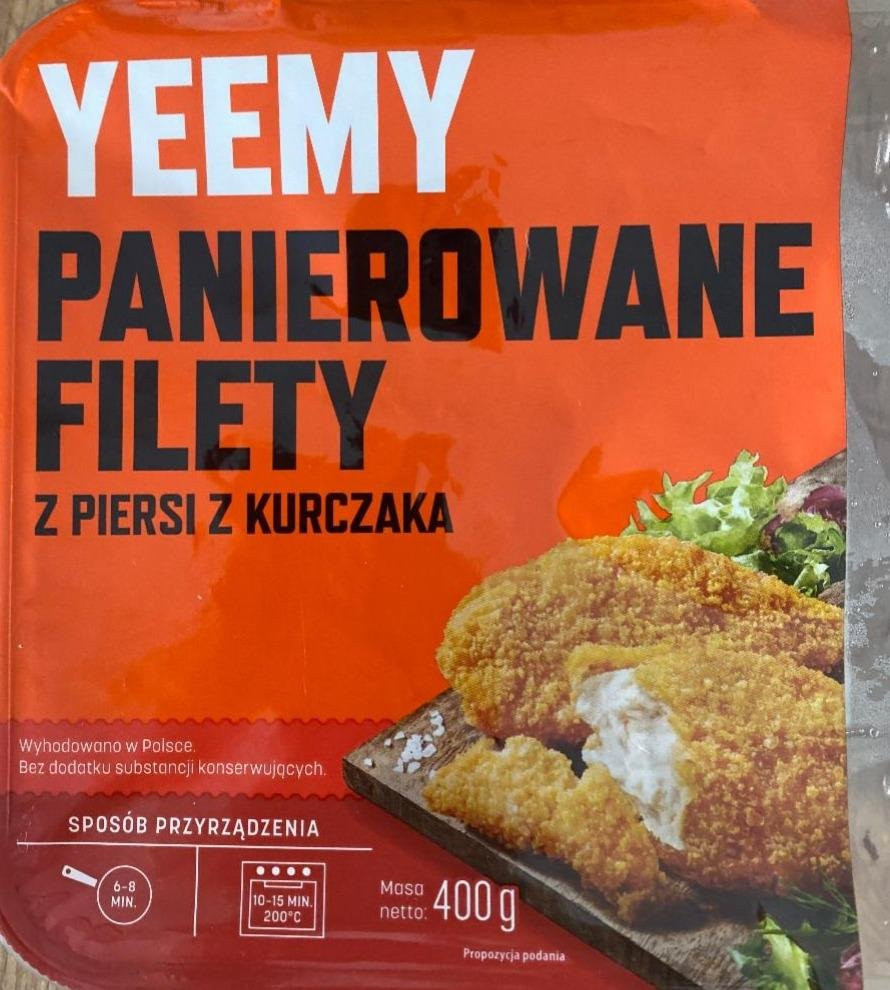 YEEMY
PANIEROWANE
FILETY
Z PIERSI Z KURCZAKA
Wyhodowano w Polsce.
Bez dodatku substancji konserwujących.
SPOSÓB PRZYRZĄDZENIA
6-8
MIN.
10-15 MIN.
200°C
Masa
netto: 400 g
Propozycja podania